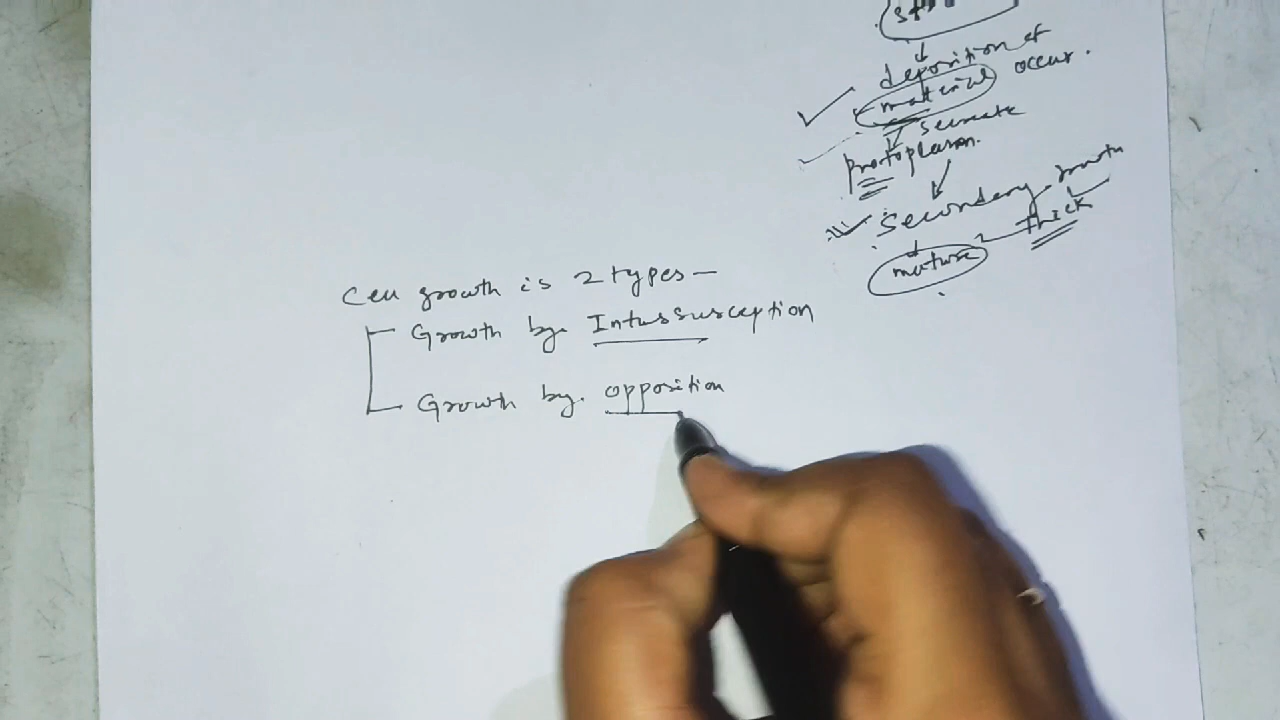 deposition of
material occur.
secreate
protoplasm.
Secondary growth
thick
mature
Cell growth is 2 types —
Growth by. Intussusception
Growth by. opposition